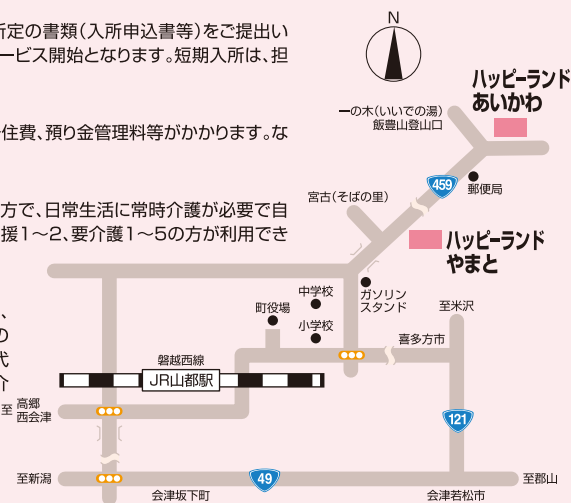 所定の書類（入所申込書等）をご提出い
ービス開始となります。短期入所は、担
住費、預り金管理料等がかかります。な
方で、日常生活に常時介護が必要で自
援1～2、要介護1～5の方が利用でき
、
の
代
介
N
ハッピーランド
あいかわ
一の木（いいでの湯）
飯豊山登山口
459
郵便局
宮古（そばの里）
ハッピーランド
やまと
ガソリン
スタンド
中学校
町役場
小学校
至米沢
喜多方市
磐越西線
JR山都駅
至 高郷
西会津
121
至新潟
49
至郡山
会津坂下町
会津若松市